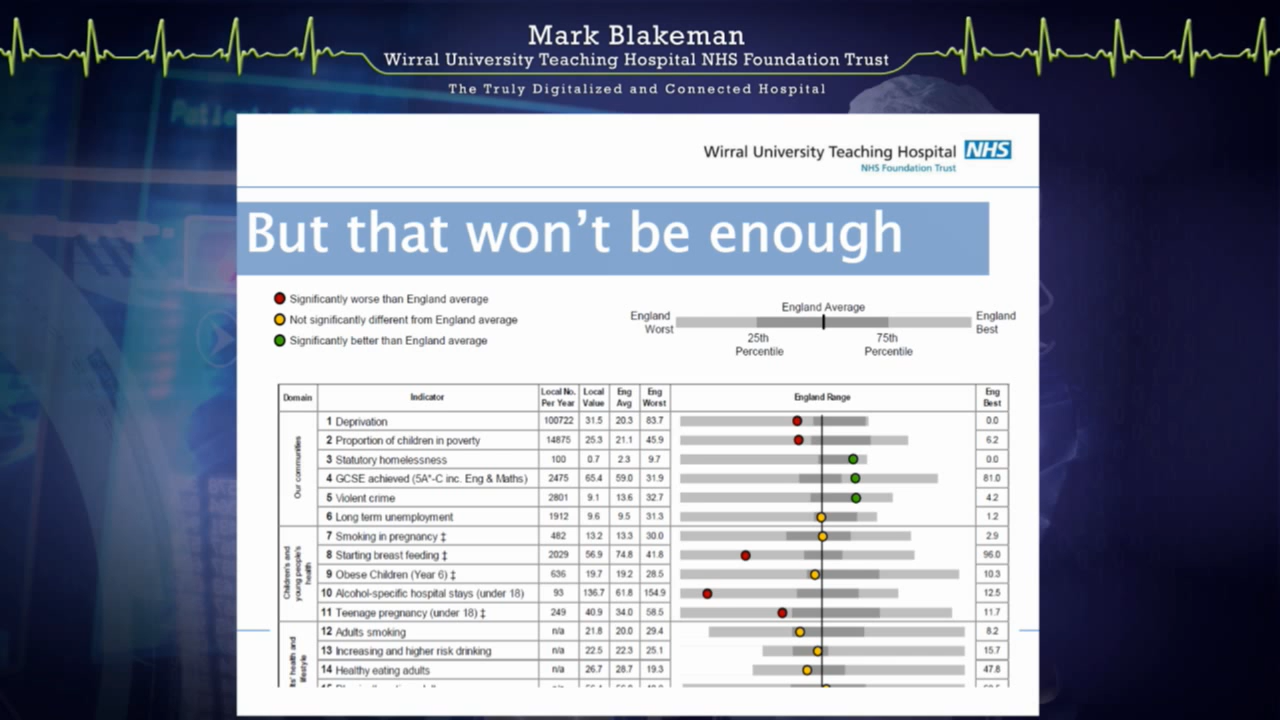 Mark Blakeman
Wirral University Teaching Hospital NHS Foundation Trust
The Truly Digitalized and Connected Hospital
Wirral University Teaching Hospital NHS
NHS Foundation Trust
But that won't be enough
Significantly worse than England average
Not significantly different from England average
Significantly better than England average
England Average
England Worst
England Best
25th Percentile
75th Percentile
Domain Indicator Local No. Per Year Local Value Eng Avg Eng Worst England Range Eng Best
Our communities
1 Deprivation 100722 31.5 20.3 83.7 0.0
2 Proportion of children in poverty 14875 25.3 21.1 45.9 6.2
3 Statutory homelessness 100 0.7 2.3 9.7 0.0
4 GCSE achieved (5A*-C inc. Eng & Maths) 2475 65.4 59.0 31.9 81.0
5 Violent crime 2801 9.1 13.6 32.7 4.2
6 Long term unemployment 1912 9.6 9.5 31.3 1.2
Children's and young people's health
7 Smoking in pregnancy ‡ 482 13.2 13.3 30.0 2.9
8 Starting breast feeding ‡ 2029 56.9 74.8 41.8 96.0
9 Obese Children (Year 6) ‡ 636 19.7 19.2 28.5 10.3
10 Alcohol-specific hospital stays (under 18) 93 136.7 61.8 154.9 12.5
11 Teenage pregnancy (under 18) ‡ 249 40.9 34.0 58.5 11.7
health and lifestyle
12 Adults smoking n/a 21.8 20.0 29.4 8.2
13 Increasing and higher risk drinking n/a 22.5 22.3 25.1 15.7
14 Healthy eating adults n/a 26.7 28.7 19.3 47.8